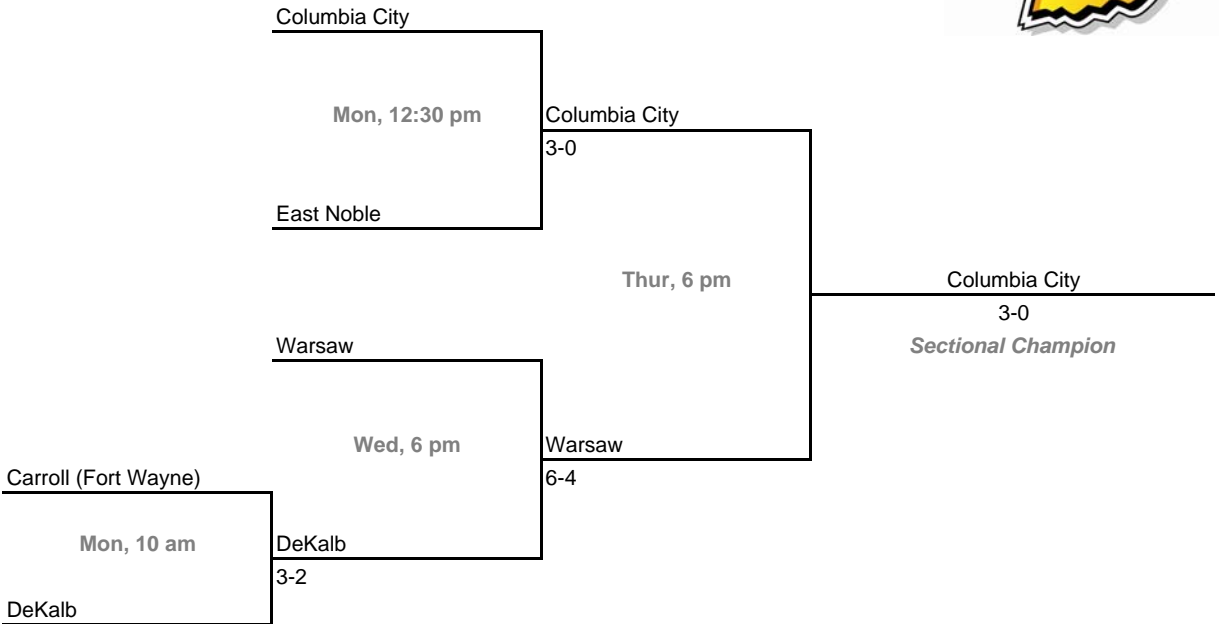 Columbia City
Mon, 12:30 pm
Columbia City
3-0
East Noble
Thur, 6 pm
Columbia City
3-0
Sectional Champion
Warsaw
Wed, 6 pm
Warsaw
6-4
Carroll (Fort Wayne)
Mon, 10 am
DeKalb
3-2
DeKalb